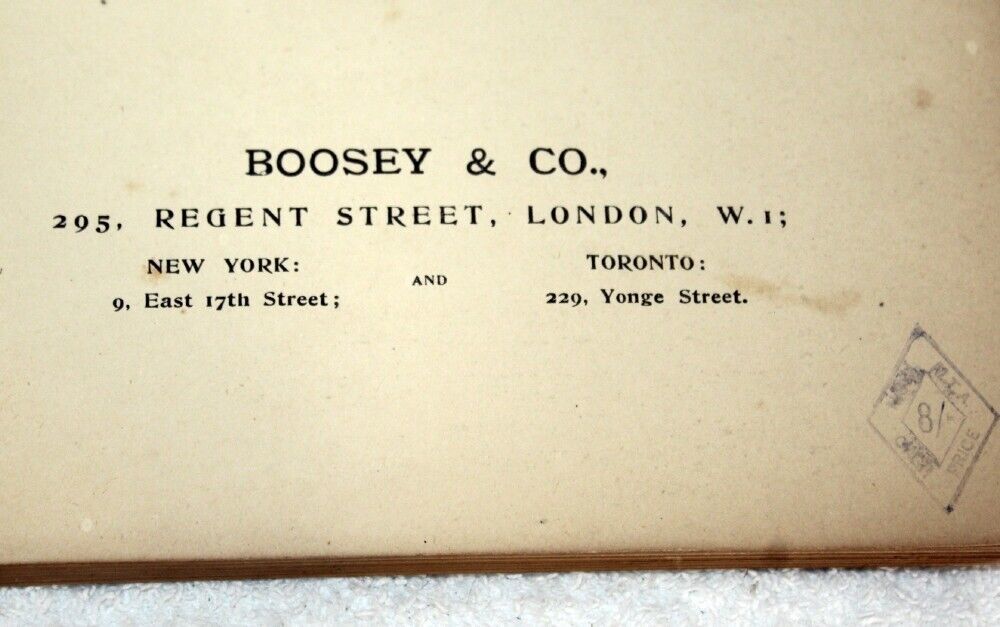 BOOSEY & CO.,
295, REGENT STREET, LONDON, W. 1;
NEW YORK:
9, East 17th Street;
AND
TORONTO:
229, Yonge Street.
M.T.A.
8/-
PRICE